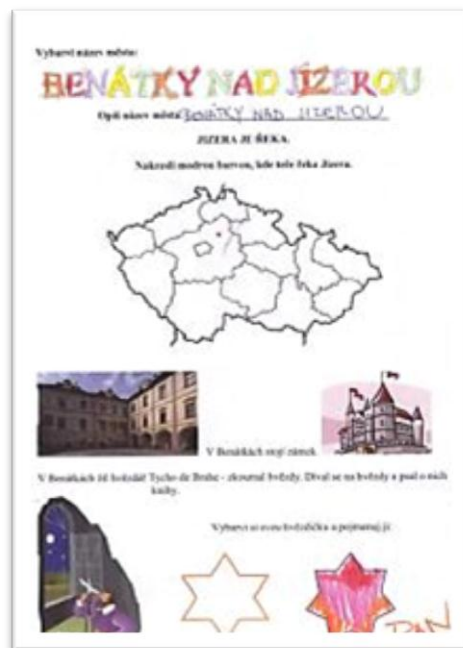 Vybarvi název města:
BENÁTKY NAD JIZEROU
Opiš název města BENÁTKY NAD JIZEROU
JIZERA JE ŘEKA.
Nakresli modrou barvou, kde teče řeka Jizera.
V Benátkách stojí zámek
V Benátkách žil hvězdář Tycho de Brahe - zkoumal hvězdy. Díval se na hvězdy a psal o nich
knihy.
Vybarvi si svou hvězdičku a pojmenuj ji
DAN